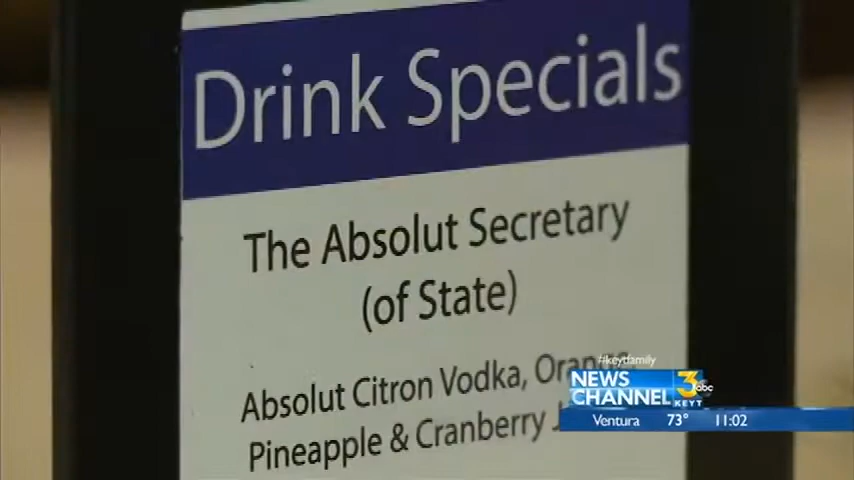 Drink Specials
The Absolut Secretary
(of State)
Absolut Citron Vodka, Orange,
Pineapple & Cranberry
#keytfamily
NEWS
CHANNEL 3 abc
KEYT
Ventura 73° 11:02